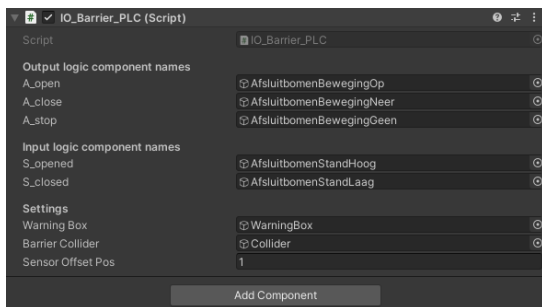 # IO_Barrier_PLC (Script)
Script IO_Barrier_PLC
Output logic component names
A_open AfsluitbomenBewegingOp
A_close AfsluitbomenBewegingNeer
A_stop AfsluitbomenBewegingGeen
Input logic component names
S_opened AfsluitbomenStandHoog
S_closed AfsluitbomenStandLaag
Settings
Warning Box WarningBox
Barrier Collider Collider
Sensor Offset Pos 1
Add Component